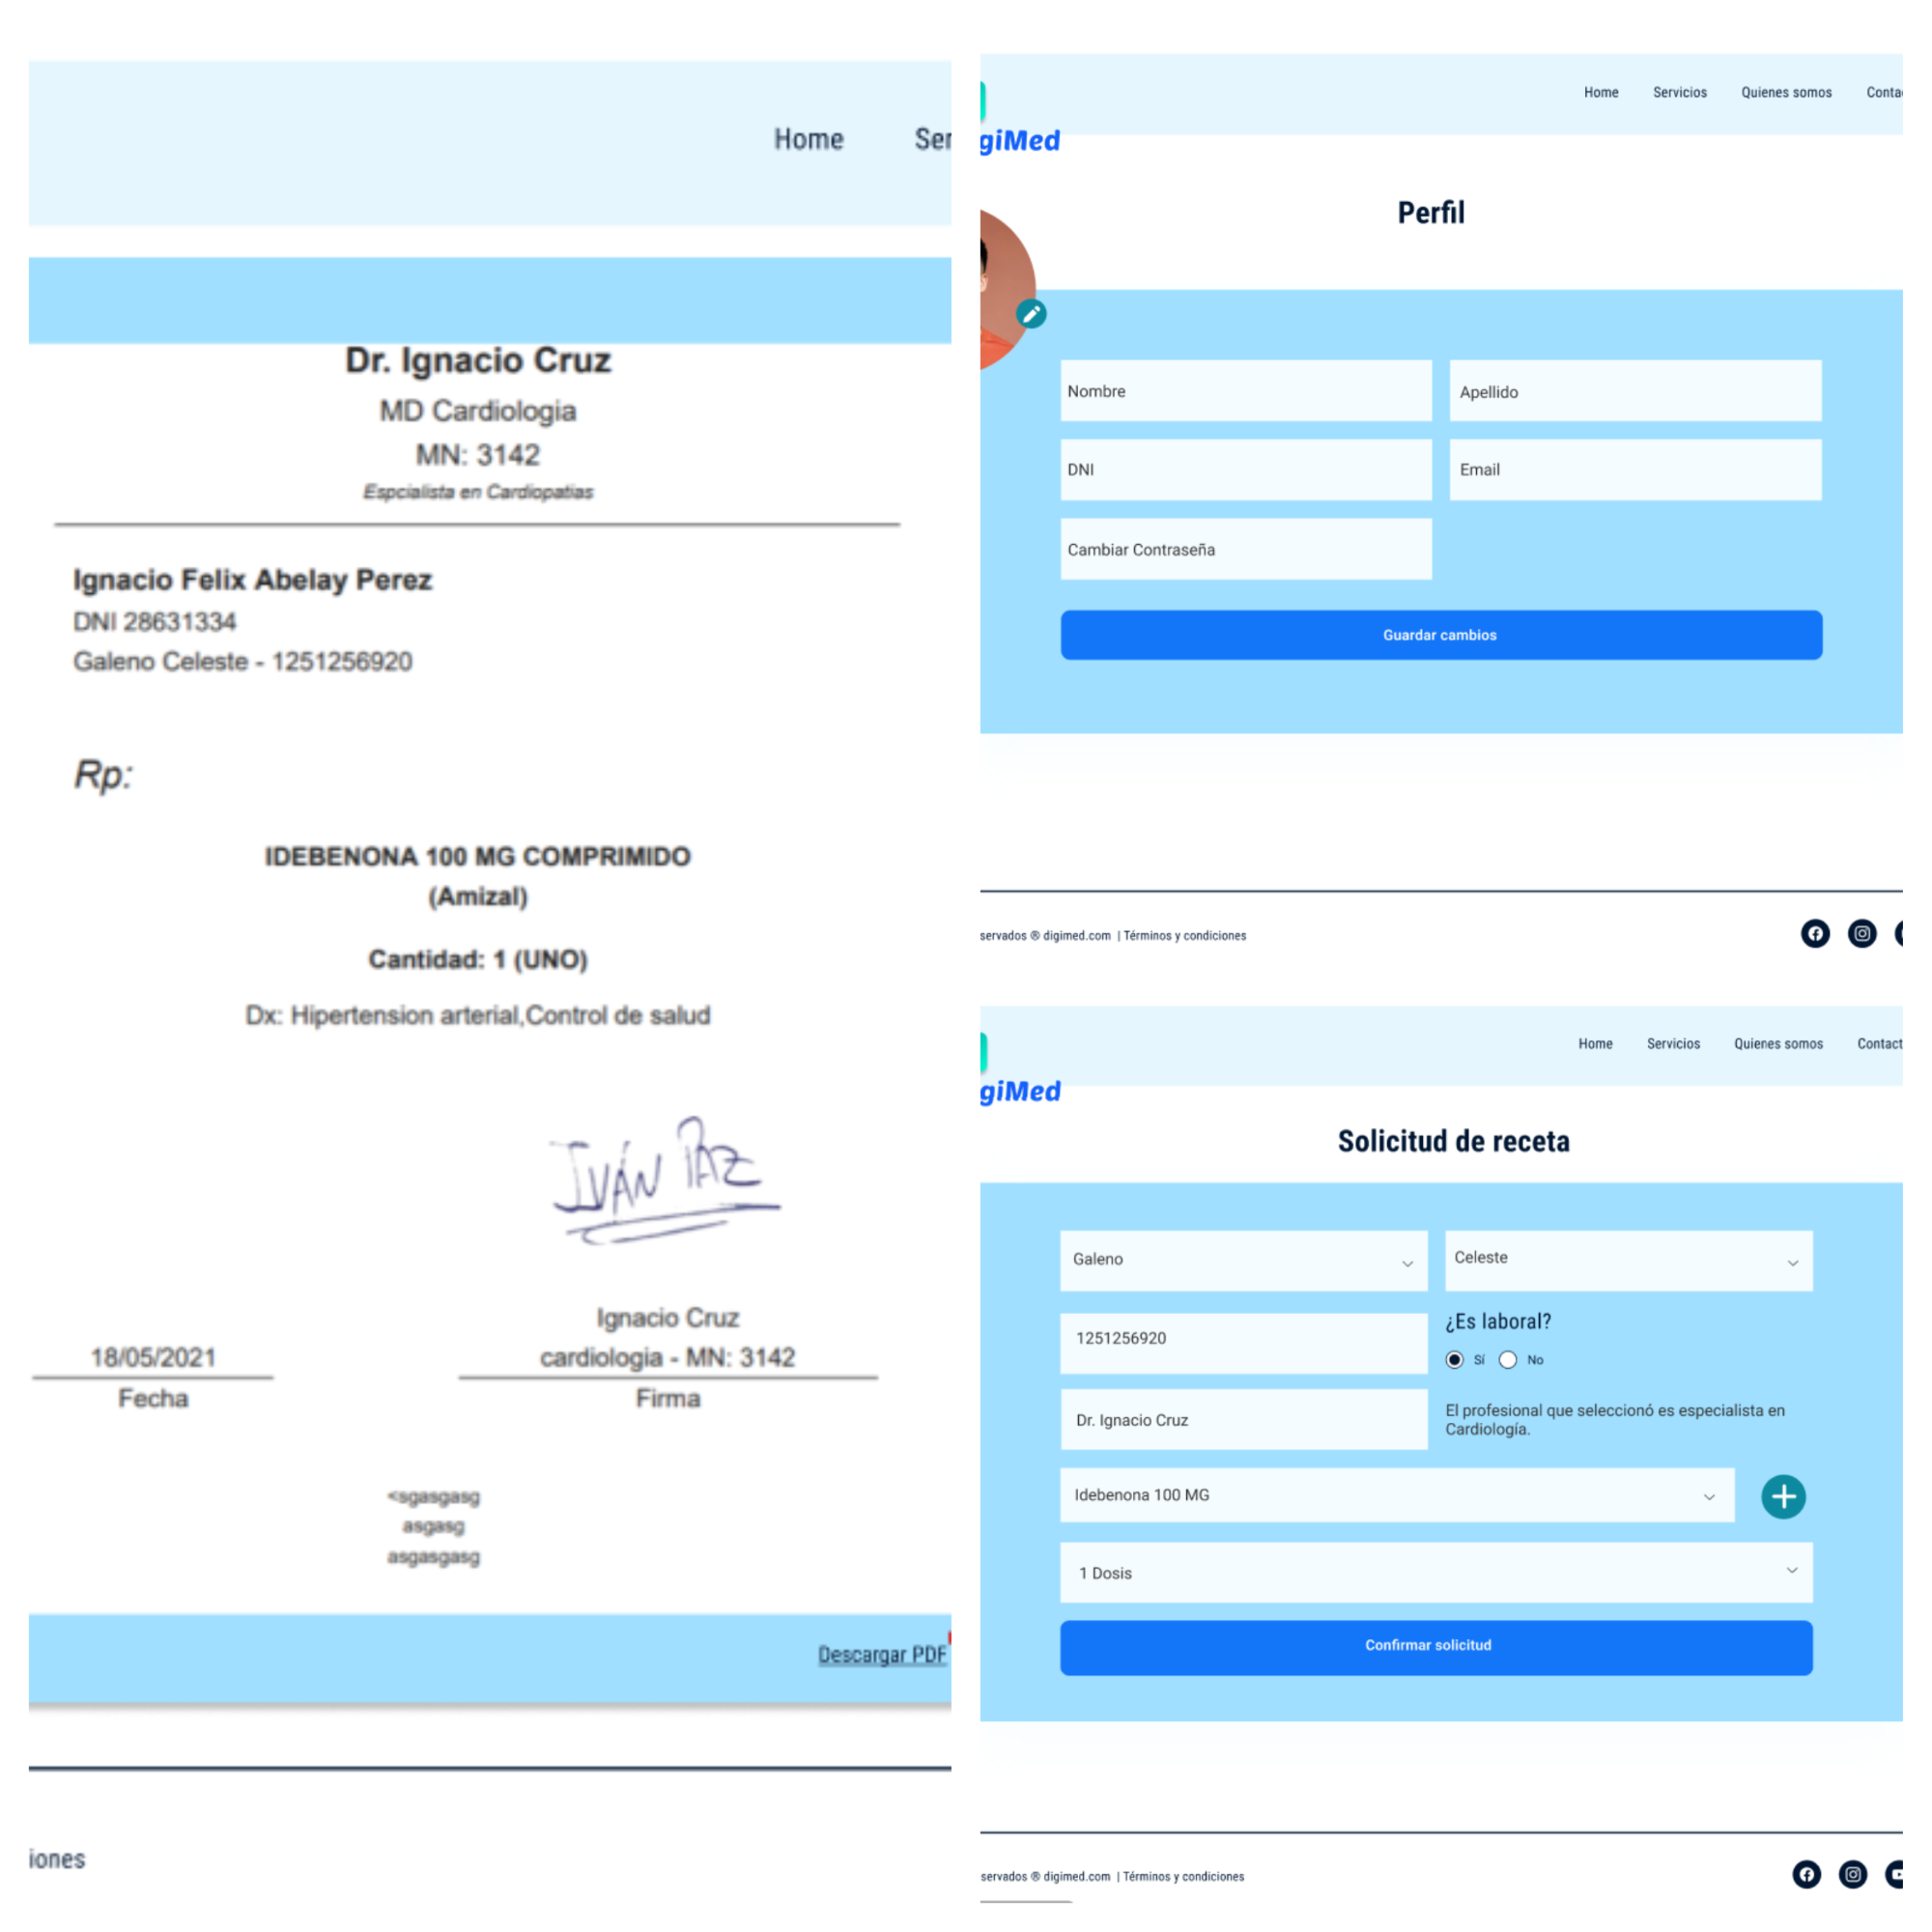 Home Ser
Dr. Ignacio Cruz
MD Cardiologia
MN: 3142
Espcialista en Cardiopatias
Ignacio Felix Abelay Perez
DNI 28631334
Galeno Celeste - 1251256920
Rp:
IDEBENONA 100 MG COMPRIMIDO
(Amizal)
Cantidad: 1 (UNO)
Dx: Hipertension arterial,Control de salud
IVÁN PAZ
Ignacio Cruz
18/05/2021 cardiologia - MN: 3142
Fecha Firma
<sgasgasg
asgasg
asgasgasg
Descargar PDF
iones
Home Servicios Quienes somos Conta
giMed
Perfil
Nombre Apellido
DNI Email
Cambiar Contraseña
Guardar cambios
servados ® digimed.com | Términos y condiciones
Home Servicios Quienes somos Contact
giMed
Solicitud de receta
Galeno Celeste
¿Es laboral?
1251256920
Sí No
Dr. Ignacio Cruz
El profesional que seleccionó es especialista en
Cardiología.
Idebenona 100 MG
1 Dosis
Confirmar solicitud
servados ® digimed.com | Términos y condiciones